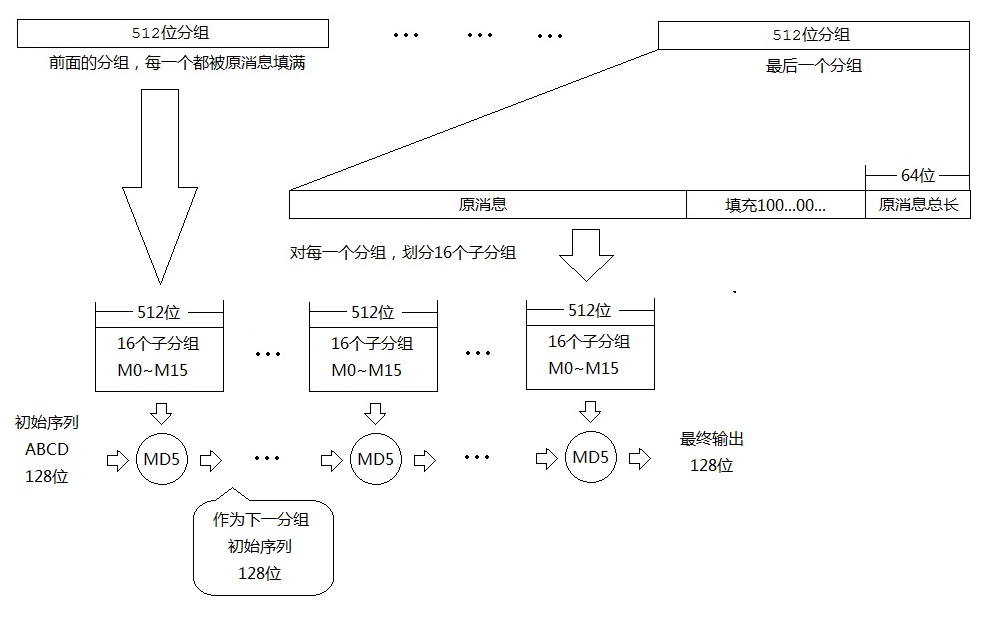 512位分组
512位分组
前面的分组，每一个都被原消息填满
最后一个分组
64位
原消息
填充100...00...
原消息总长
对每一个分组，划分16个子分组
512位
512位
512位
16个子分组
M0~M15
16个子分组
M0~M15
16个子分组
M0~M15
初始序列
ABCD
128位
MD5
MD5
MD5
最终输出
128位
作为下一分组
初始序列
128位